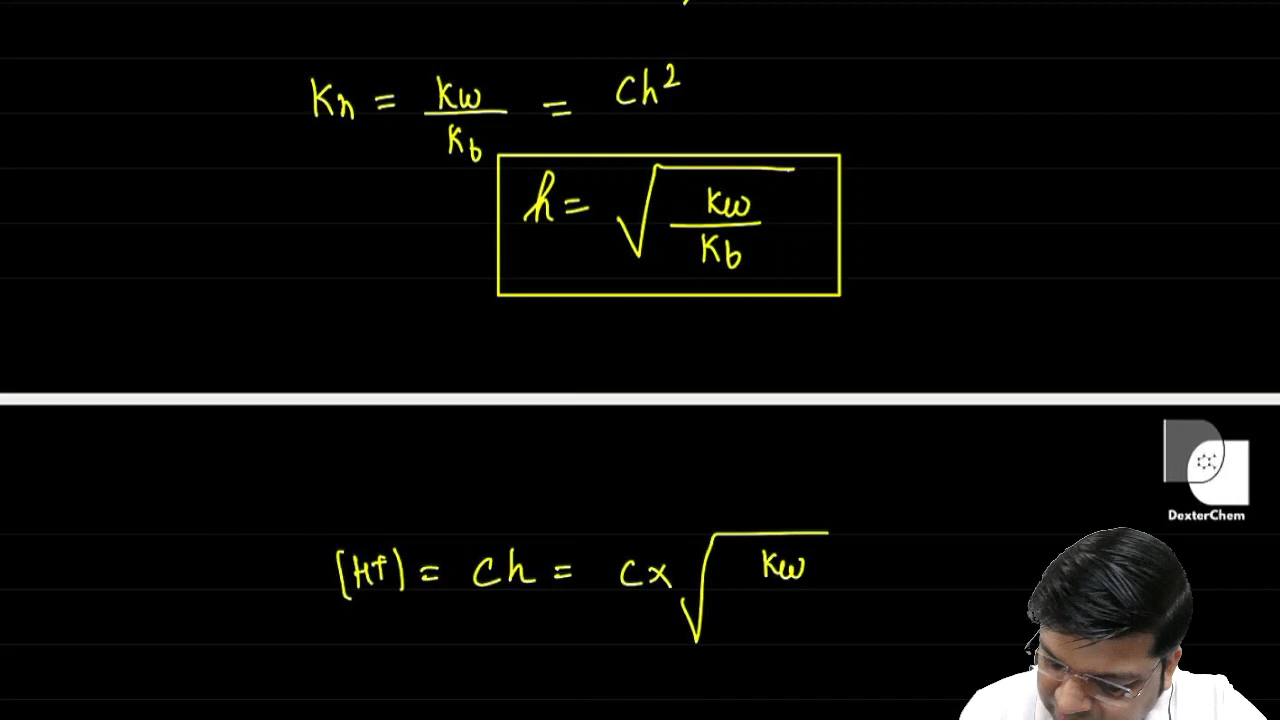 Kh = Kw/Kb = Ch²
h = √(Kw/Kb)
DexterChem
[H+] = Ch = C× √Kw